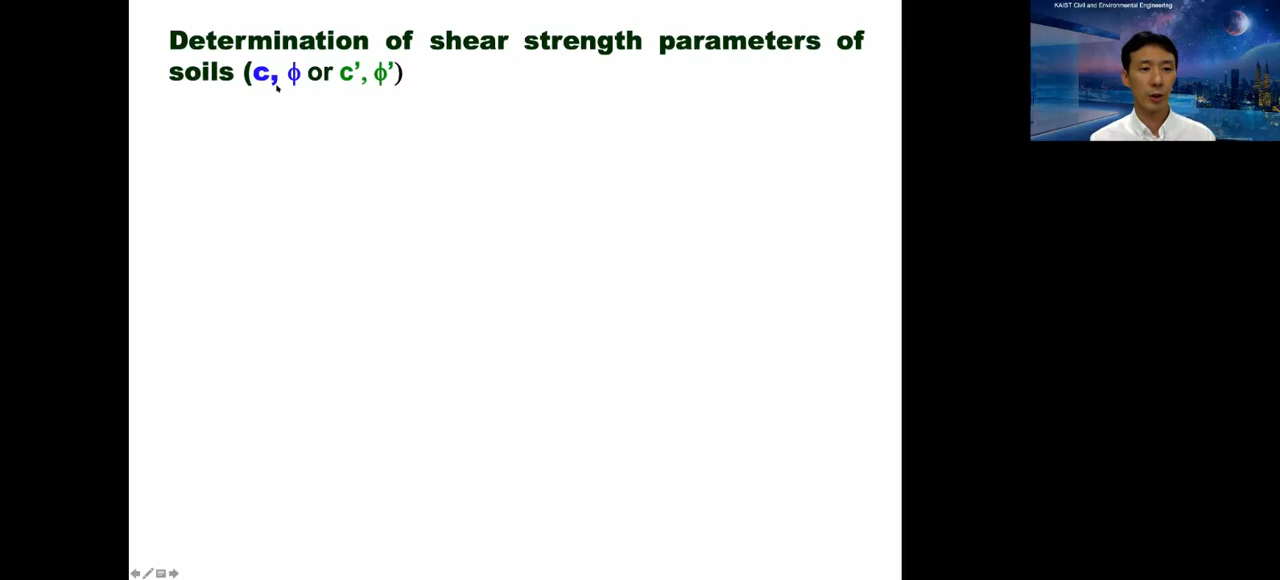 KAIST Civil and Environmental Engineering
Determination of shear strength parameters of
soils (c, ϕ or c’, ϕ’)